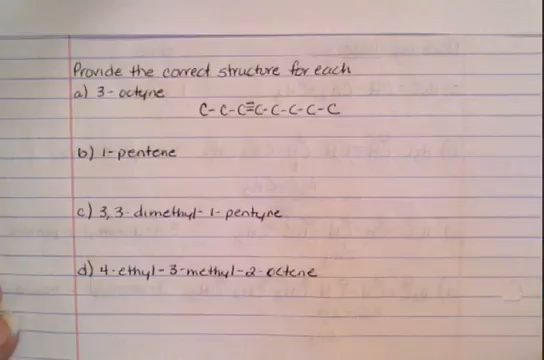 Provide the correct structure for each
a) 3-octyne
C-C-C≡C-C-C-C-C
b) 1-pentene
c) 3,3-dimethyl-1-pentyne
d) 4-ethyl-3-methyl-2-octene